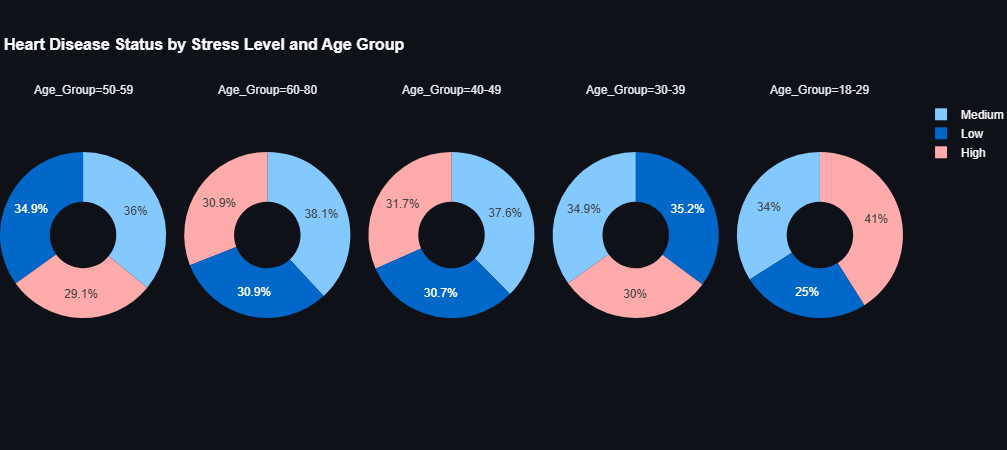 Heart Disease Status by Stress Level and Age Group
Age_Group=50-59
Age_Group=60-80
Age_Group=40-49
Age_Group=30-39
Age_Group=18-29
Medium
Low
High
34.9%
36%
29.1%
30.9%
38.1%
30.9%
31.7%
37.6%
30.7%
34.9%
35.2%
30%
34%
41%
25%